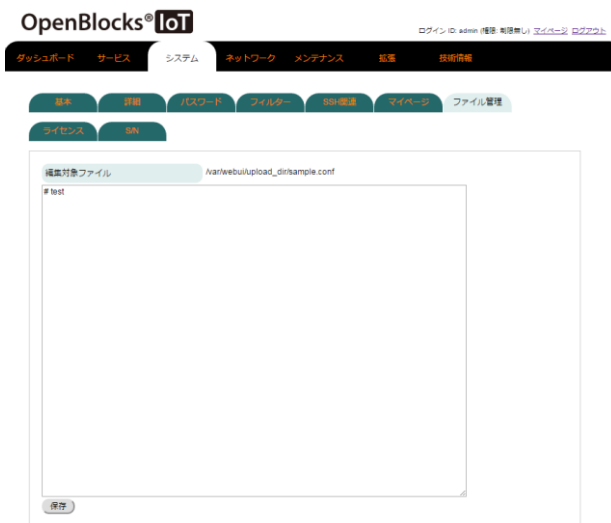 OpenBlocks® IoT
ログイン ID: admin (権限: 制限無し) マイページ ログアウト
ダッシュボード サービス システム ネットワーク メンテナンス 拡張 技術情報
基本 詳細 パスワード フィルター SSH関連 マイページ ファイル管理
ライセンス S/N
編集対象ファイル /var/webui/upload_dir/sample.conf
# test
保存